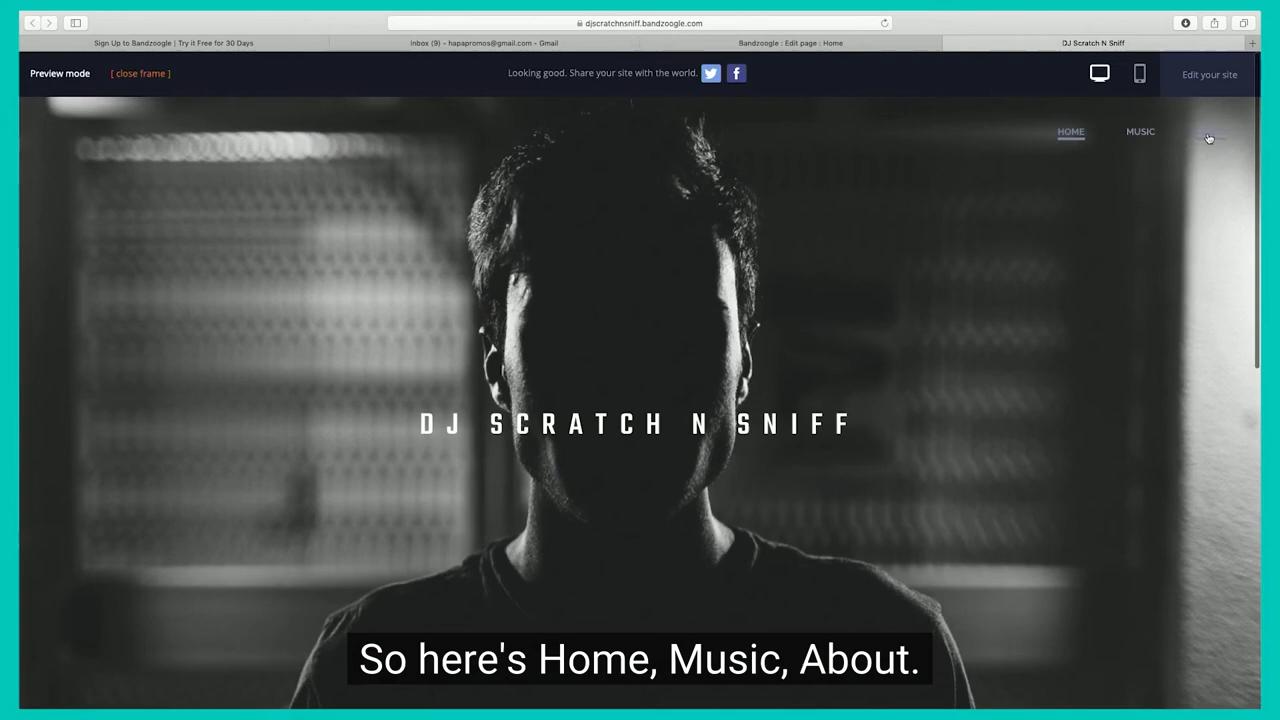 djscratchnsniff.bandzoogle.com
Sign Up to Bandzoogle | Try it Free for 30 Days
Inbox (9) - hapapromos@gmail.com - Gmail
Bandzoogle : Edit page : Home
DJ Scratch N Sniff
Preview mode
[ close frame ]
Looking good. Share your site with the world.
Edit your site
HOME
MUSIC
DJ SCRATCH N SNIFF
So here's Home, Music, About.